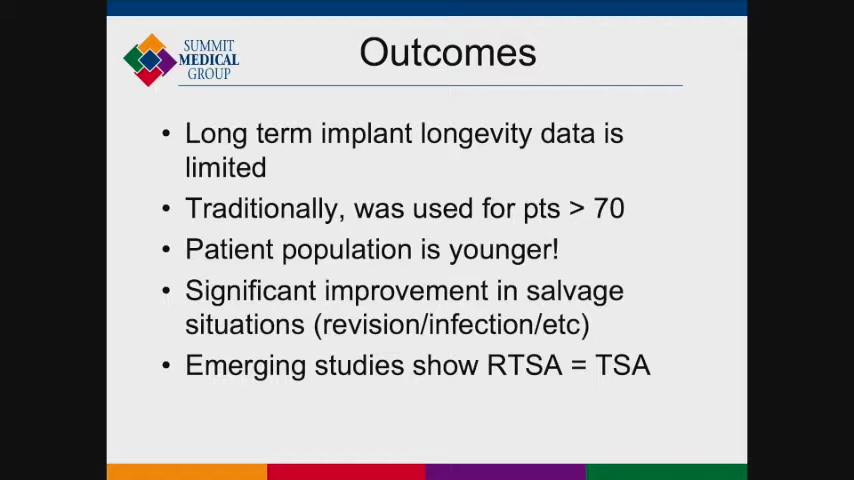 SUMMIT
MEDICAL
GROUP
Outcomes
• Long term implant longevity data is
limited
• Traditionally, was used for pts > 70
• Patient population is younger!
• Significant improvement in salvage
situations (revision/infection/etc)
• Emerging studies show RTSA = TSA